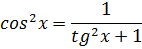 cos²x = 1 / (tg²x + 1)